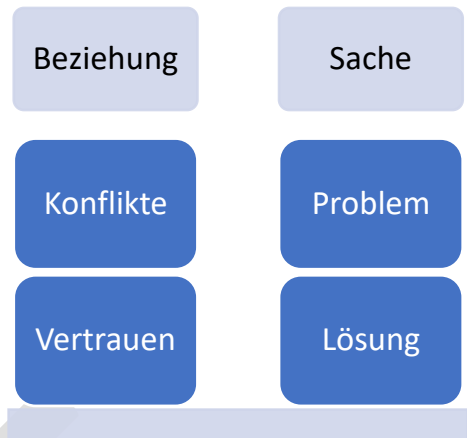 Beziehung
Sache
Konflikte
Problem
Vertrauen
Lösung